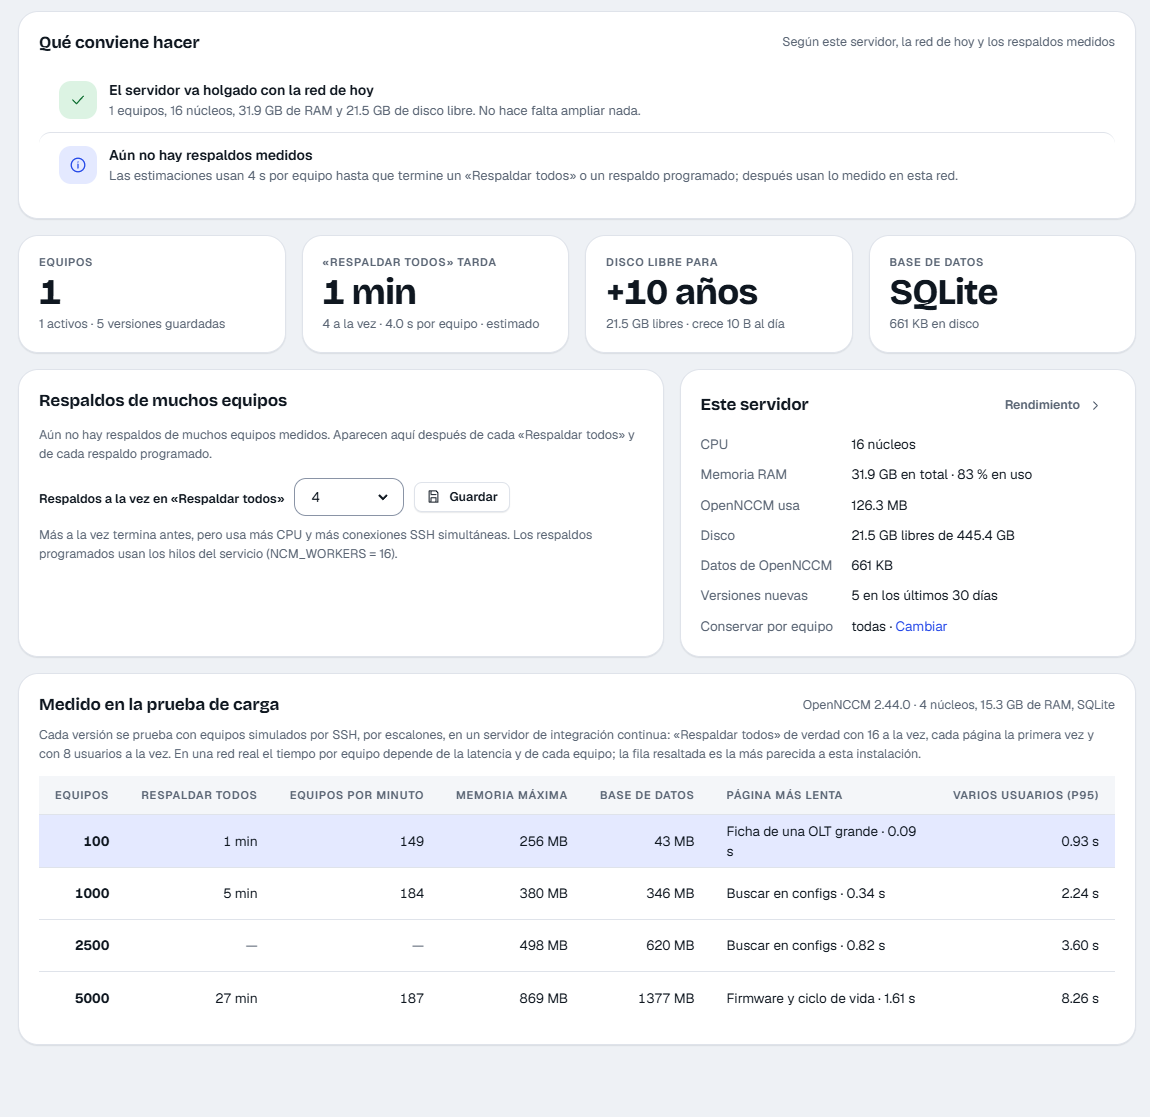 Qué conviene hacer
Según este servidor, la red de hoy y los respaldos medidos
El servidor va holgado con la red de hoy
1 equipos, 16 núcleos, 31.9 GB de RAM y 21.5 GB de disco libre. No hace falta ampliar nada.
Aún no hay respaldos medidos
Las estimaciones usan 4 s por equipo hasta que termine un «Respaldar todos» o un respaldo programado; después usan lo medido en esta red.
EQUIPOS
1
1 activos · 5 versiones guardadas
«RESPALDAR TODOS» TARDA
1 min
4 a la vez · 4.0 s por equipo · estimado
DISCO LIBRE PARA
+10 años
21.5 GB libres · crece 10 B al día
BASE DE DATOS
SQLite
661 KB en disco
Respaldos de muchos equipos
Aún no hay respaldos de muchos equipos medidos. Aparecen aquí después de cada «Respaldar todos» y
de cada respaldo programado.
Respaldos a la vez en «Respaldar todos» 4 Guardar
Más a la vez termina antes, pero usa más CPU y más conexiones SSH simultáneas. Los respaldos
programados usan los hilos del servicio (NCM_WORKERS = 16).
Este servidor
Rendimiento
CPU 16 núcleos
Memoria RAM 31.9 GB en total · 83 % en uso
OpenNCCM usa 126.3 MB
Disco 21.5 GB libres de 445.4 GB
Datos de OpenNCCM 661 KB
Versiones nuevas 5 en los últimos 30 días
Conservar por equipo todas · Cambiar
Medido en la prueba de carga
OpenNCCM 2.44.0 · 4 núcleos, 15.3 GB de RAM, SQLite
Cada versión se prueba con equipos simulados por SSH, por escalones, en un servidor de integración continua: «Respaldar todos» de verdad con 16 a la vez, cada página la primera vez y
con 8 usuarios a la vez. En una red real el tiempo por equipo depende de la latencia y de cada equipo; la fila resaltada es la más parecida a esta instalación.
EQUIPOS RESPALDAR TODOS EQUIPOS POR MINUTO MEMORIA MÁXIMA BASE DE DATOS PÁGINA MÁS LENTA VARIOS USUARIOS (P95)
100 1 min 149 256 MB 43 MB Ficha de una OLT grande · 0.09
s 0.93 s
1000 5 min 184 380 MB 346 MB Buscar en configs · 0.34 s 2.24 s
2500 — — 498 MB 620 MB Buscar en configs · 0.82 s 3.60 s
5000 27 min 187 869 MB 1377 MB Firmware y ciclo de vida · 1.61 s 8.26 s